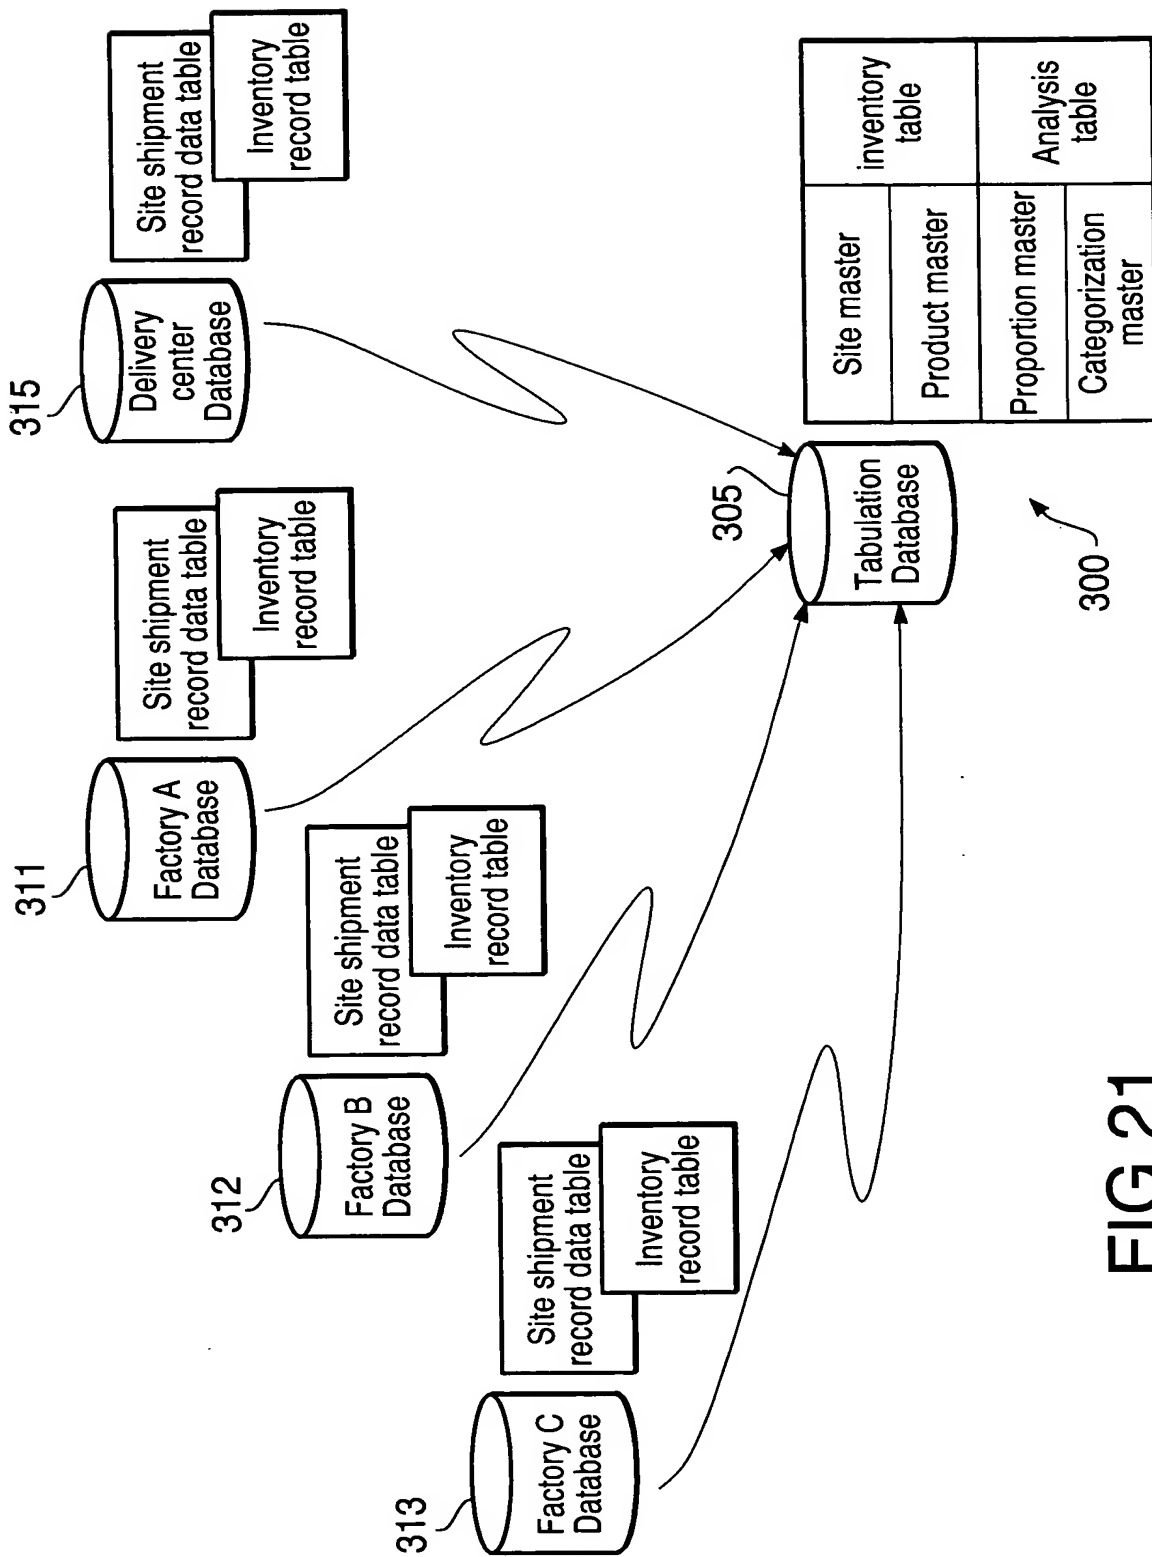 313
Factory C
Database
Site shipment
record data table
Inventory
record table
312
Factory B
Database
Site shipment
record data table
Inventory
record table
311
Factory A
Database
Site shipment
record data table
Inventory
record table
315
Delivery
center
Database
Site shipment
record data table
Inventory
record table
305
Tabulation
Database
300
Site master
Product master
Proportion master
Categorization
master
inventory
table
Analysis
table
FIG.21